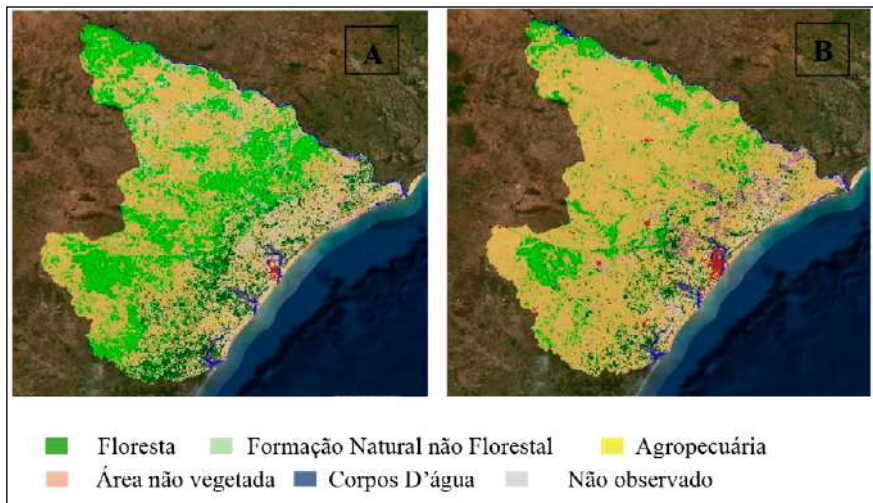 A
B
Floresta Formação Natural não Florestal Agropecuária
Área não vegetada Corpos D'água Não observado